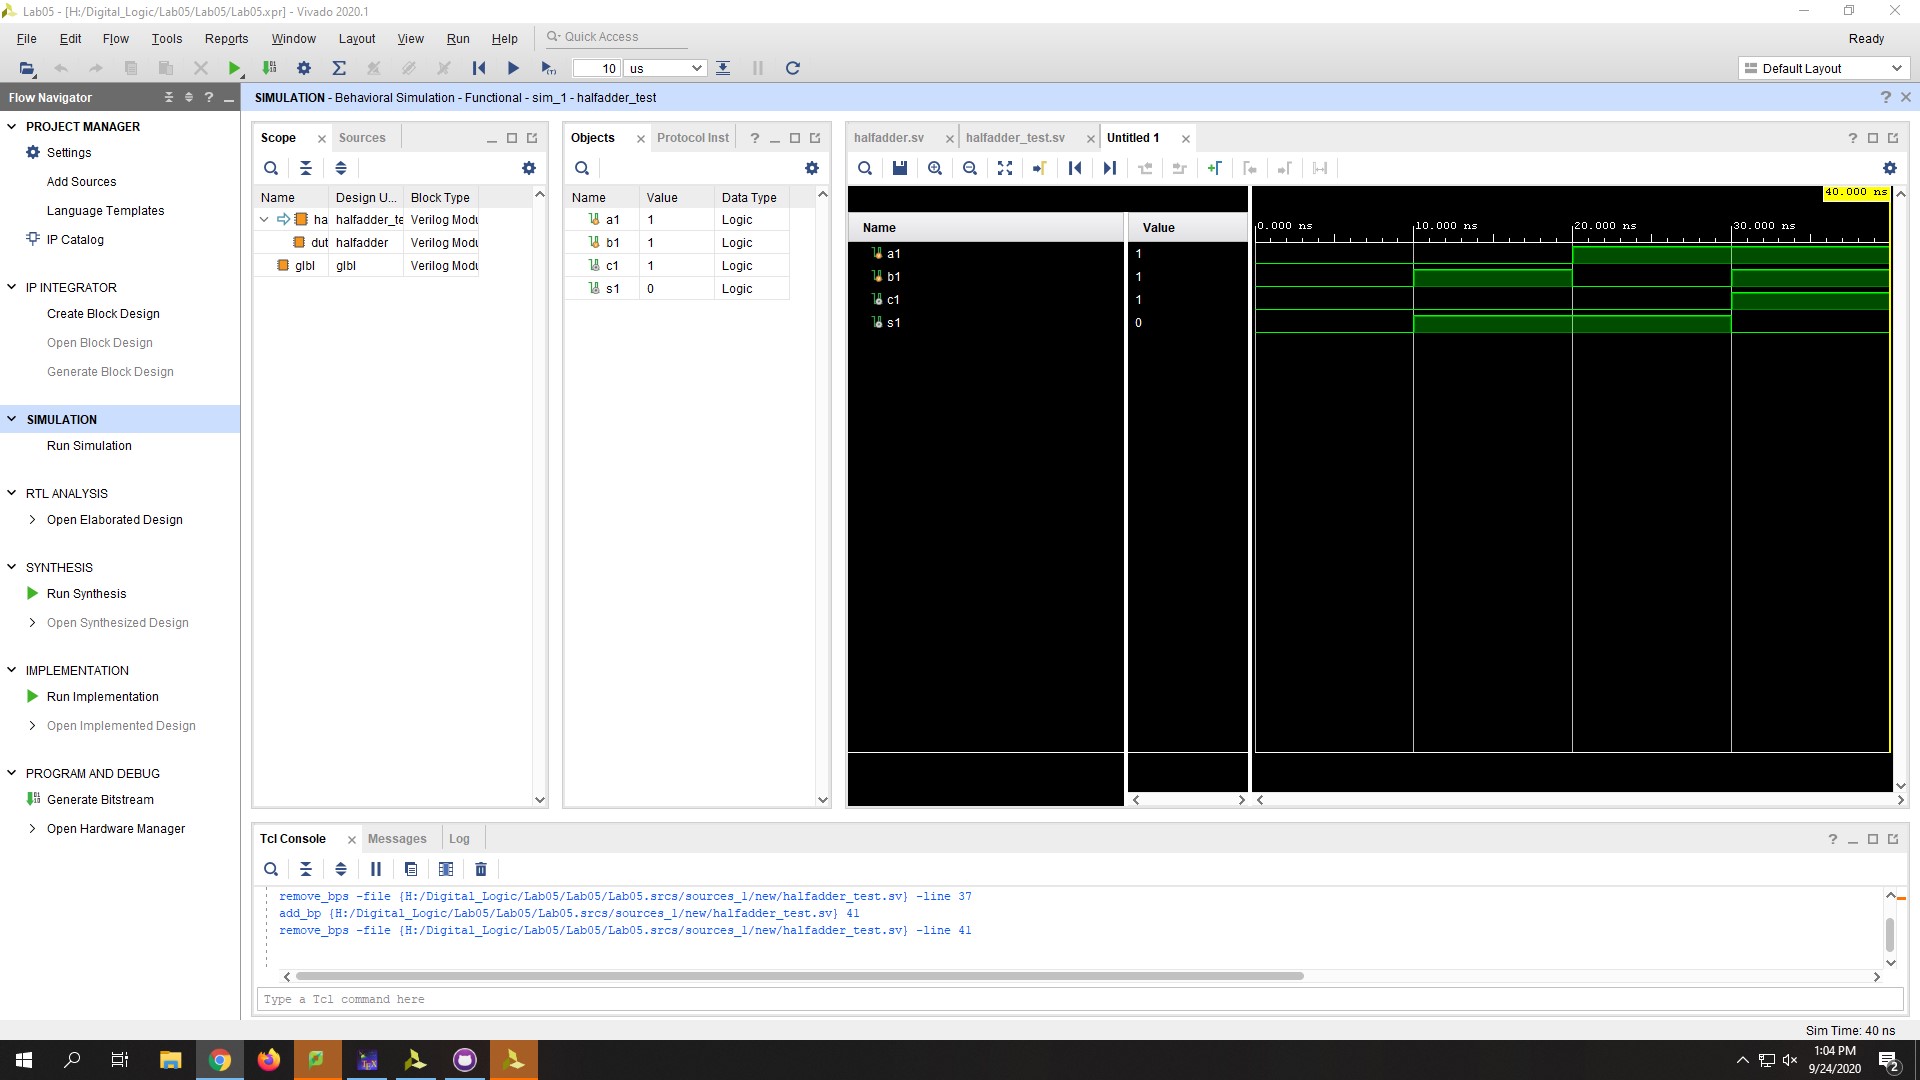 Lab05 - [H:/Digital_Logic/Lab05/Lab05/Lab05.xpr] - Vivado 2020.1
File Edit Flow Tools Reports Window Layout View Run Help Quick Access Ready
10 us Default Layout
Flow Navigator
SIMULATION - Behavioral Simulation - Functional - sim_1 - halfadder_test
PROJECT MANAGER
Settings
Add Sources
Language Templates
IP Catalog
IP INTEGRATOR
Create Block Design
Open Block Design
Generate Block Design
SIMULATION
Run Simulation
RTL ANALYSIS
Open Elaborated Design
SYNTHESIS
Run Synthesis
Open Synthesized Design
IMPLEMENTATION
Run Implementation
Open Implemented Design
PROGRAM AND DEBUG
Generate Bitstream
Open Hardware Manager
Scope Sources
Name Design U... Block Type
ha halfadder_te Verilog Modu
dut halfadder Verilog Modu
glbl glbl Verilog Modu
Objects Protocol Inst
Name Value Data Type
a1 1 Logic
b1 1 Logic
c1 1 Logic
s1 0 Logic
halfadder.sv halfadder_test.sv Untitled 1
40.000 ns
Name Value
0.000 ns 10.000 ns 20.000 ns 30.000 ns
a1 1
b1 1
c1 1
s1 0
Tcl Console Messages Log
remove_bps -file {H:/Digital_Logic/Lab05/Lab05/Lab05.srcs/sources_1/new/halfadder_test.sv} -line 37
add_bp {H:/Digital_Logic/Lab05/Lab05/Lab05.srcs/sources_1/new/halfadder_test.sv} 41
remove_bps -file {H:/Digital_Logic/Lab05/Lab05/Lab05.srcs/sources_1/new/halfadder_test.sv} -line 41
Type a Tcl command here
Sim Time: 40 ns
1:04 PM
9/24/2020
2